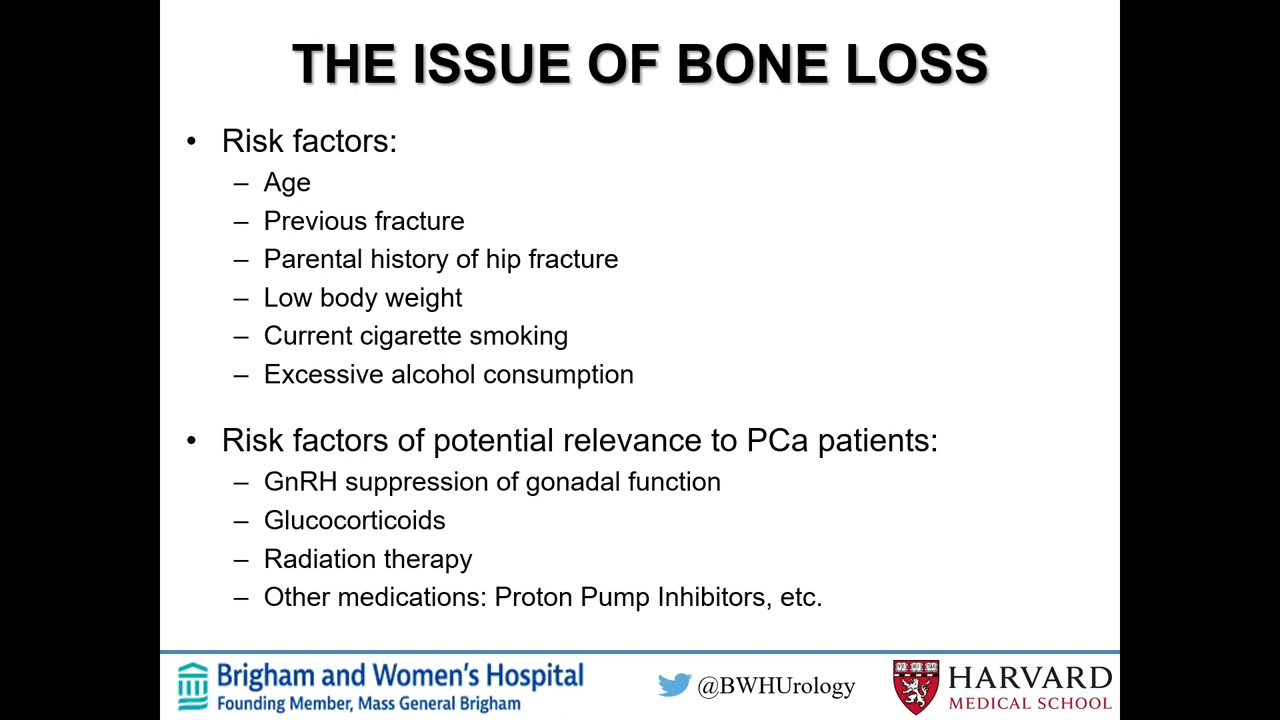 THE ISSUE OF BONE LOSS
• Risk factors:
– Age
– Previous fracture
– Parental history of hip fracture
– Low body weight
– Current cigarette smoking
– Excessive alcohol consumption
• Risk factors of potential relevance to PCa patients:
– GnRH suppression of gonadal function
– Glucocorticoids
– Radiation therapy
– Other medications: Proton Pump Inhibitors, etc.
Brigham and Women's Hospital
Founding Member, Mass General Brigham
@BWHUrology
HARVARD
MEDICAL SCHOOL